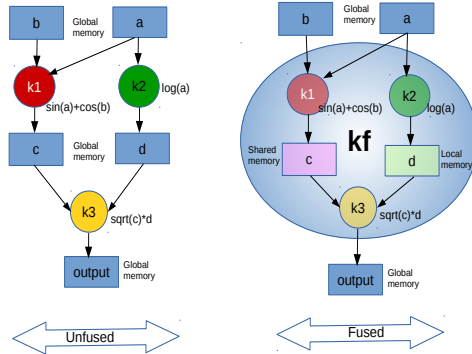 b
Global
memory
a
k1
k2
log(a)
sin(a)+cos(b)
c
Global
memory
d
k3
sqrt(c)*d
output
Global
memory
Unfused
b
Global
memory
a
k1
k2
sin(a)+cos(b)
log(a)
kf
Shared
memory
c
d
Local
memory
k3
sqrt(c)*d
output
Global
memory
Fused